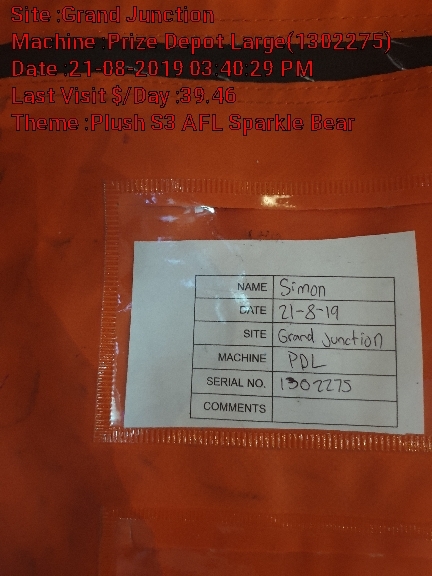 Site :Grand Junction
Machine :Prize Depot Large(1302275)
Date :21-08-2019 03:40:29 PM
Last Visit $/Day :39.46
Theme :Plush S3 AFL Sparkle Bear
NAME Simon
DATE 21-8-19
SITE Grand Junction
MACHINE PDL
SERIAL NO. 1302275
COMMENTS